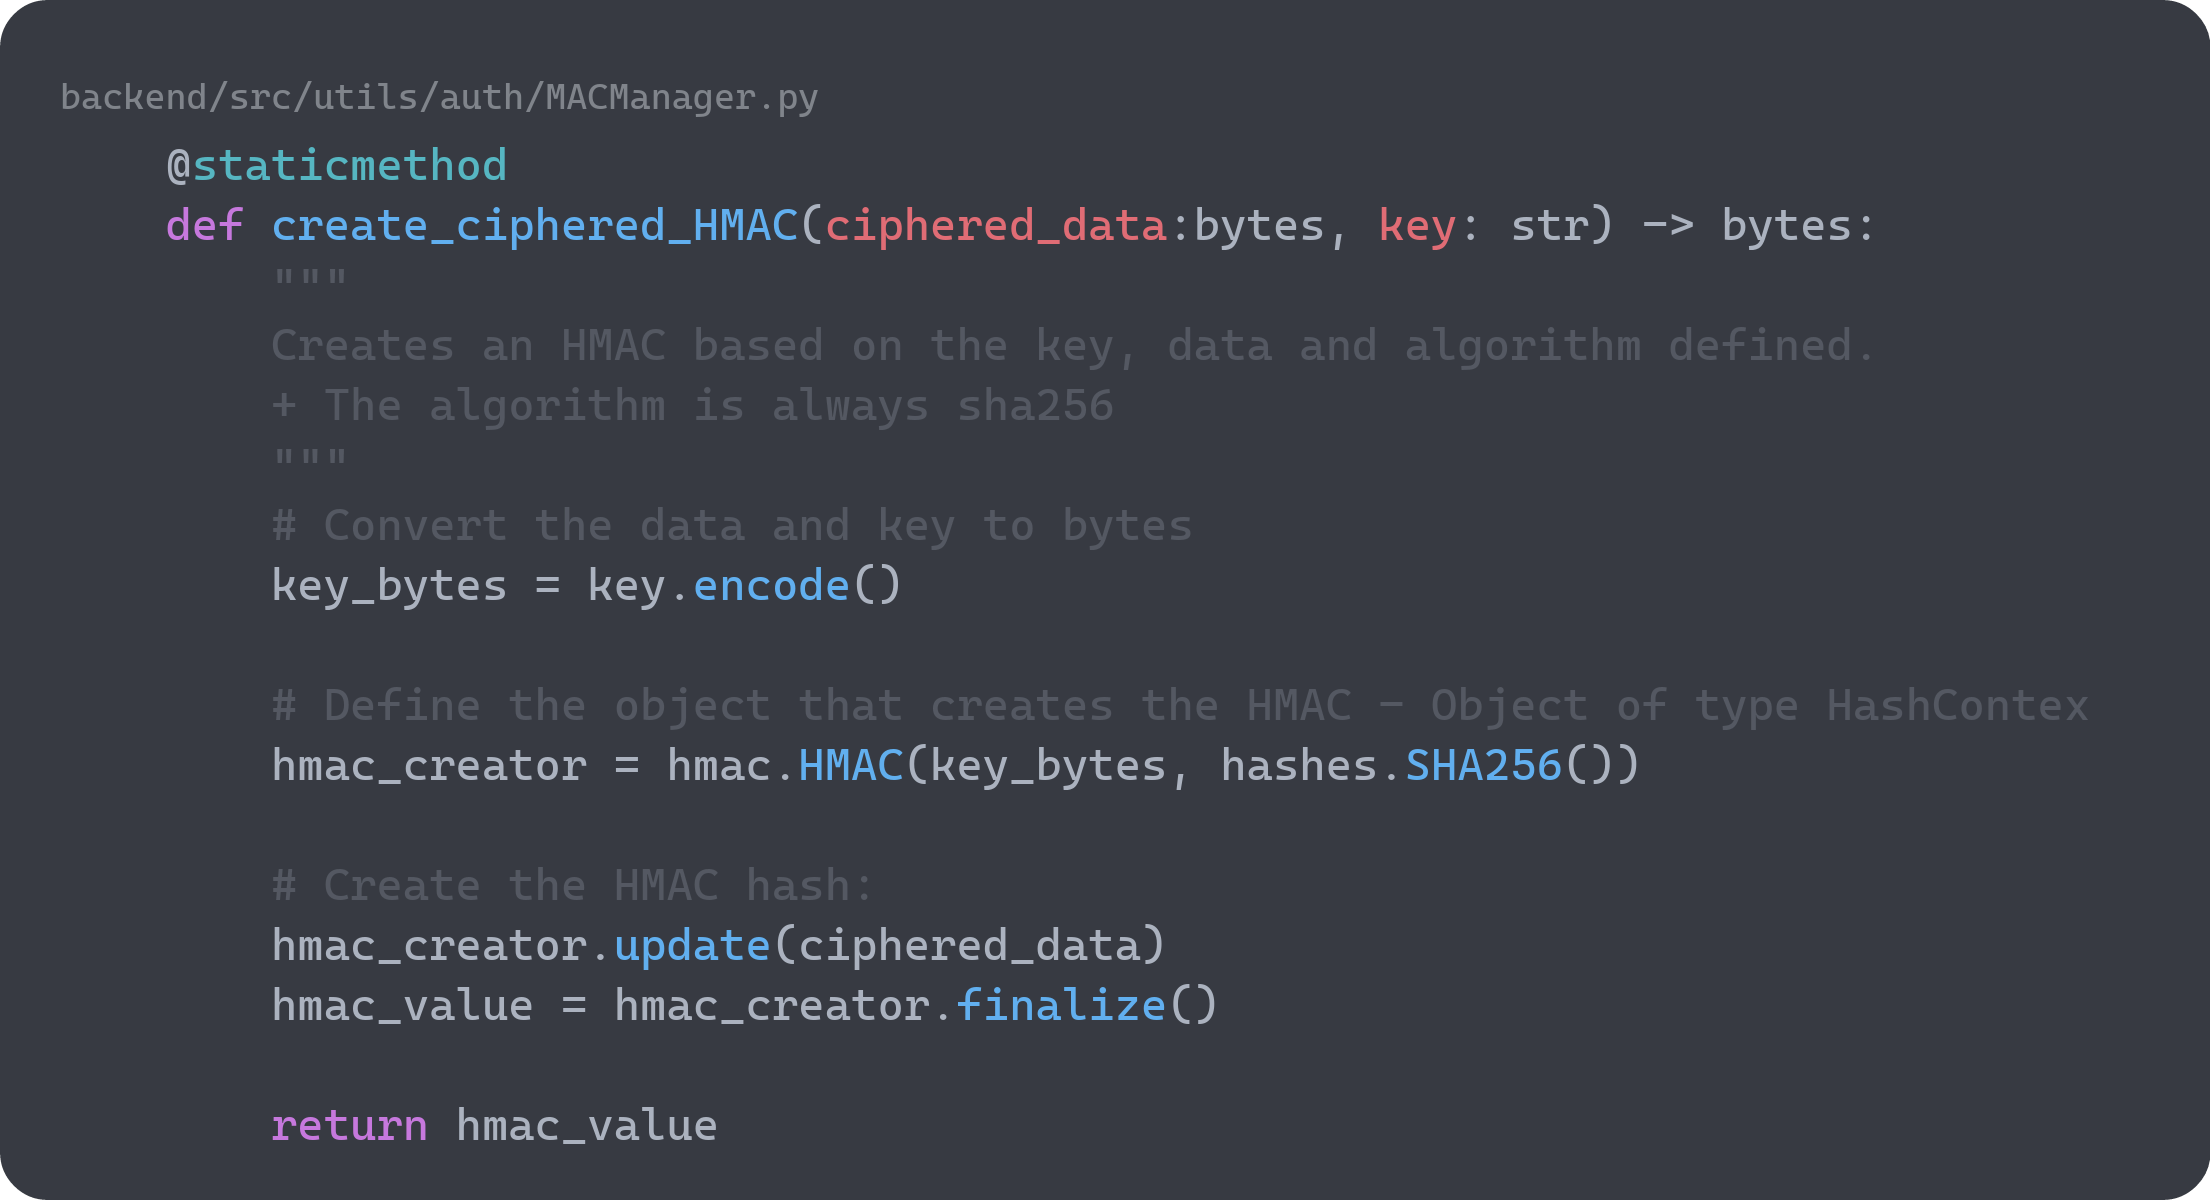 backend/src/utils/auth/MACManager.py
@staticmethod
def create_ciphered_HMAC(ciphered_data:bytes, key: str) -> bytes:
"""
Creates an HMAC based on the key, data and algorithm defined.
+ The algorithm is always sha256
"""
# Convert the data and key to bytes
key_bytes = key.encode()
# Define the object that creates the HMAC - Object of type HashContex
hmac_creator = hmac.HMAC(key_bytes, hashes.SHA256())
# Create the HMAC hash:
hmac_creator.update(ciphered_data)
hmac_value = hmac_creator.finalize()
return hmac_value